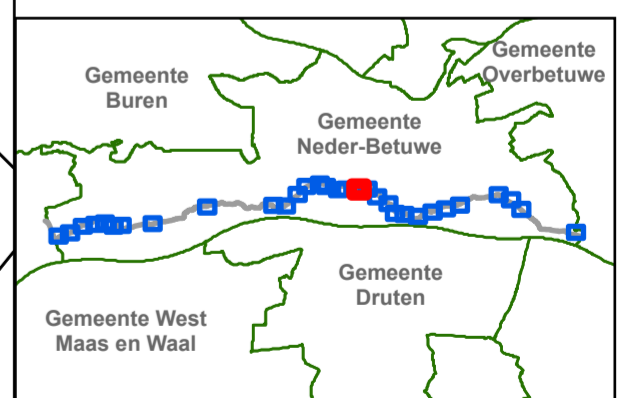 Gemeente
Overbetuwe
Gemeente
Buren
Gemeente
Neder-Betuwe
Gemeente
Druten
Gemeente West
Maas en Waal